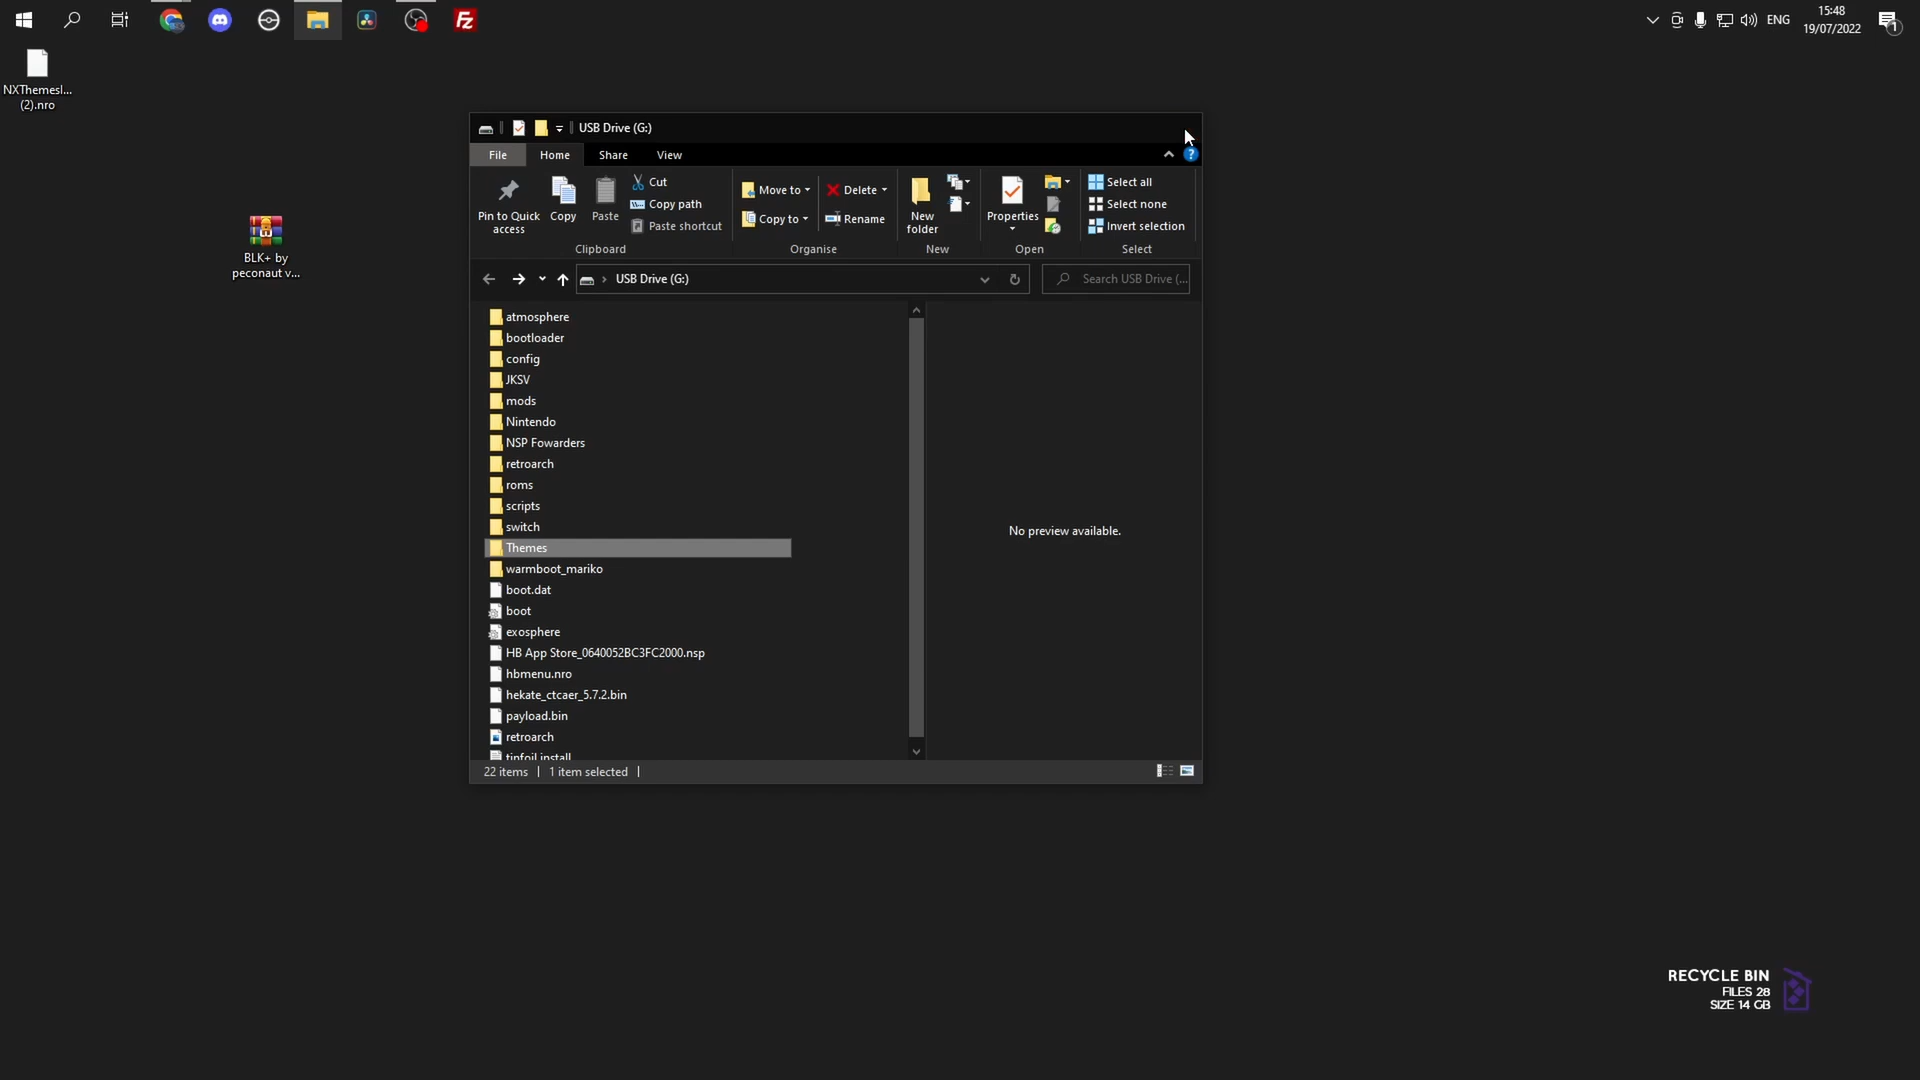 ENG
15:48
19/07/2022
1
NXThemesI...
(2).nro
BLK+ by
peconaut v...
USB Drive (G:)
File
Home
Share
View
Pin to Quick
access
Copy
Paste
Cut
Copy path
Paste shortcut
Clipboard
Move to
Copy to
Delete
Rename
Organise
New
folder
New
Properties
Open
Select all
Select none
Invert selection
Select
USB Drive (G:)
Search USB Drive (...
atmosphere
bootloader
config
JKSV
mods
Nintendo
NSP Fowarders
retroarch
roms
scripts
switch
Themes
warmboot_mariko
boot.dat
boot
exosphere
HB App Store_0640052BC3FC2000.nsp
hbmenu.nro
hekate_ctcaer_5.7.2.bin
payload.bin
retroarch
tinfoil.install
No preview available.
22 items
1 item selected
RECYCLE BIN
FILES 28
SIZE 14 GB